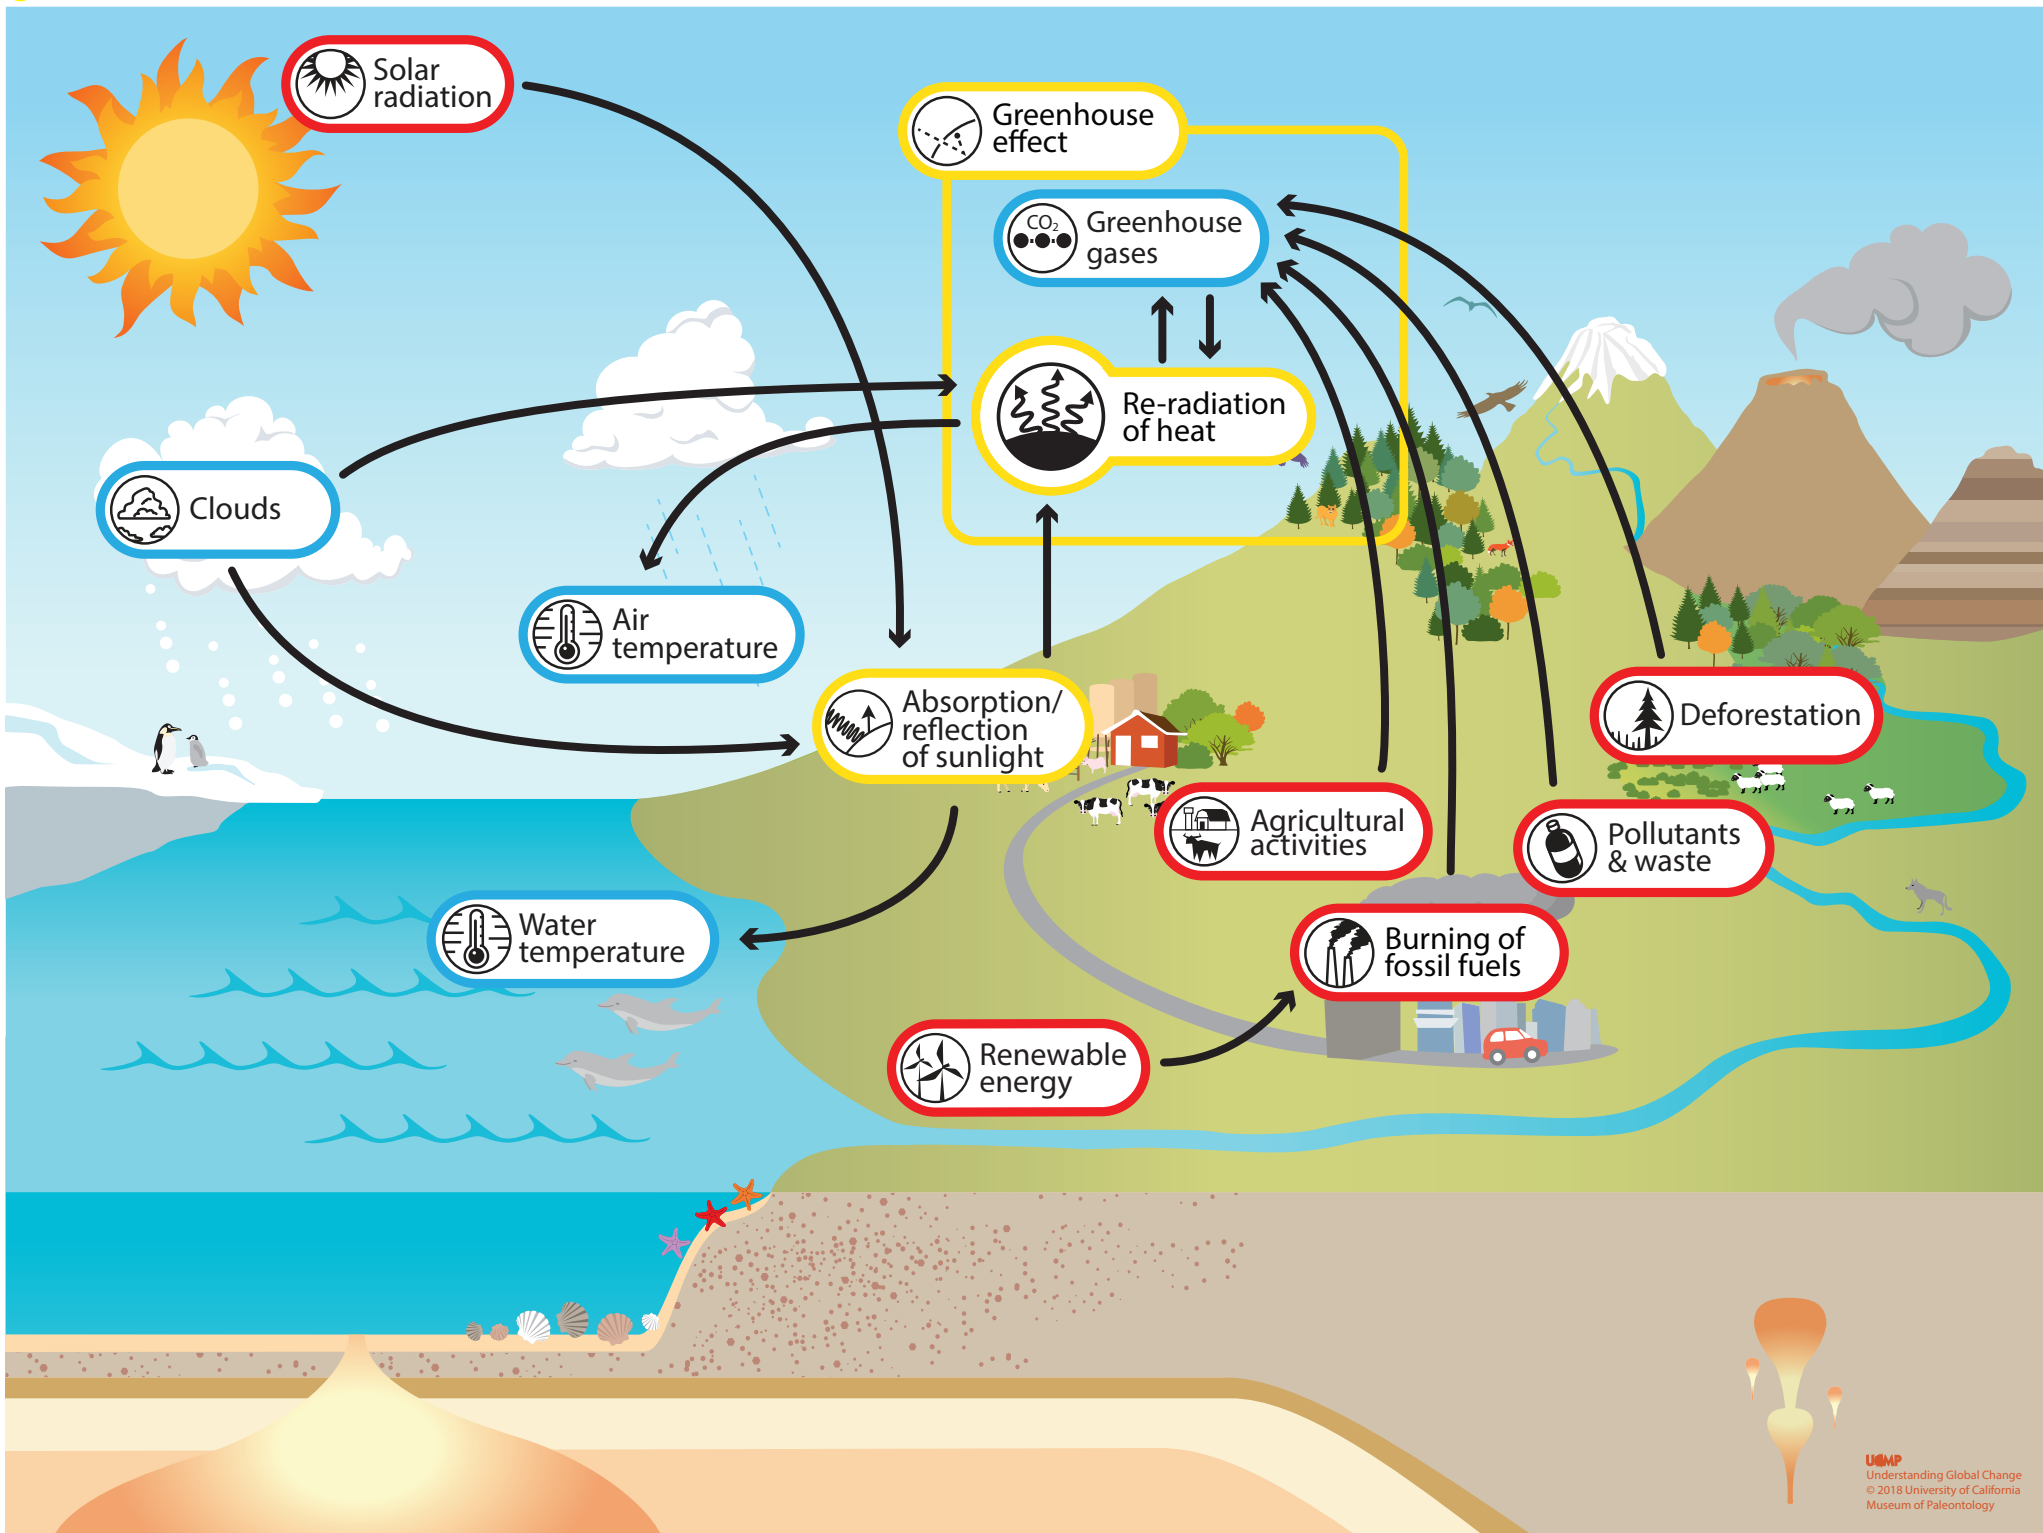 Solar
radiation
Greenhouse
effect
CO₂
Greenhouse
gases
Re-radiation
of heat
Clouds
Air
temperature
Absorption/
reflection
of sunlight
Deforestation
Agricultural
activities
Pollutants
& waste
Water
temperature
Burning of
fossil fuels
Renewable
energy
UCMP
Understanding Global Change
© 2018 University of California
Museum of Paleontology